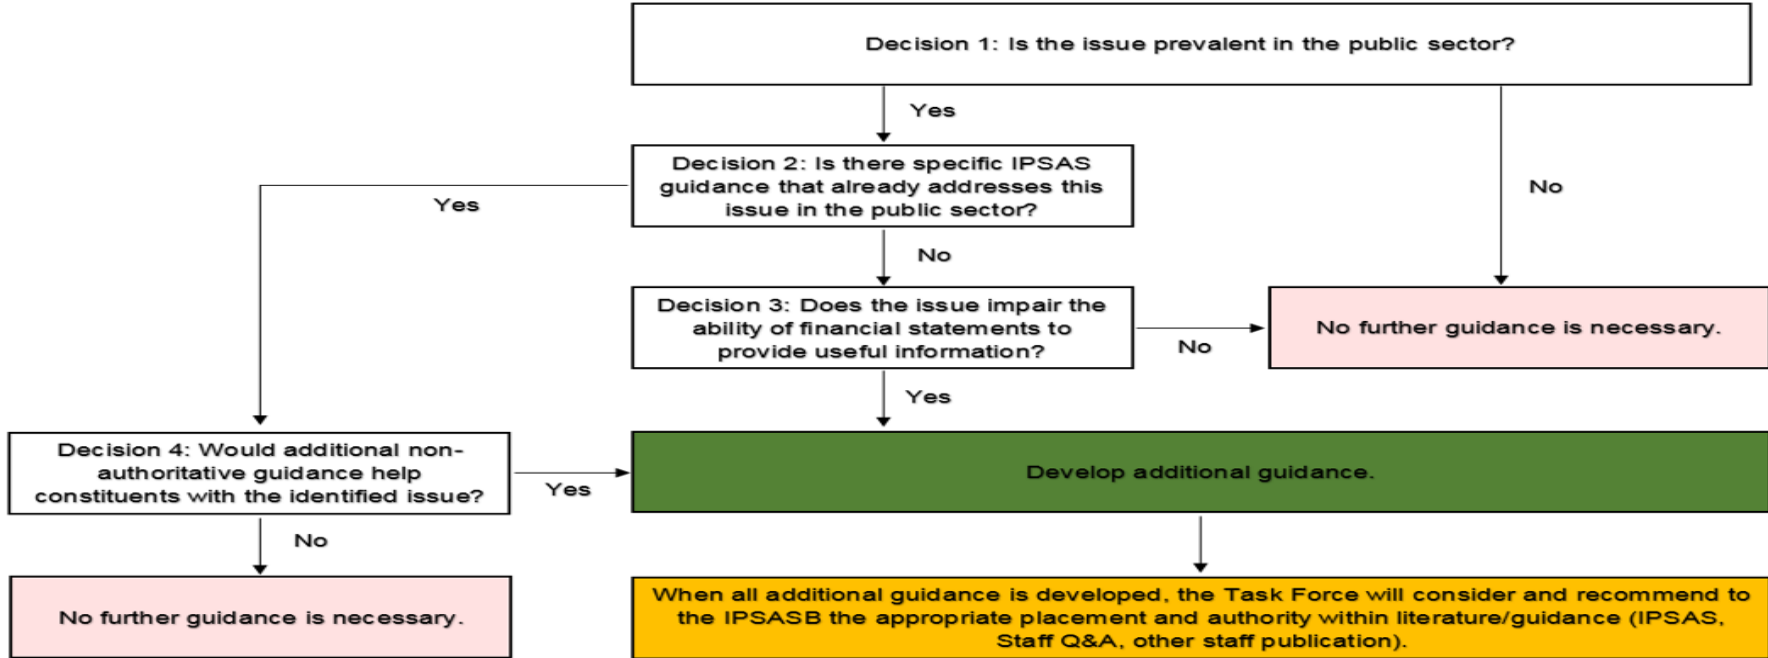 Decision 1: Is the issue prevalent in the public sector?
Yes
No
Decision 2: Is there specific IPSAS
guidance that already addresses this
issue in the public sector?
Yes
No
Decision 3: Does the issue impair the
ability of financial statements to
provide useful information?
No
No further guidance is necessary.
Yes
Decision 4: Would additional non-
authoritative guidance help
constituents with the identified issue?
Yes
Develop additional guidance.
No
No further guidance is necessary.
When all additional guidance is developed, the Task Force will consider and recommend to
the IPSASB the appropriate placement and authority within literature/guidance (IPSAS,
Staff Q&A, other staff publication).